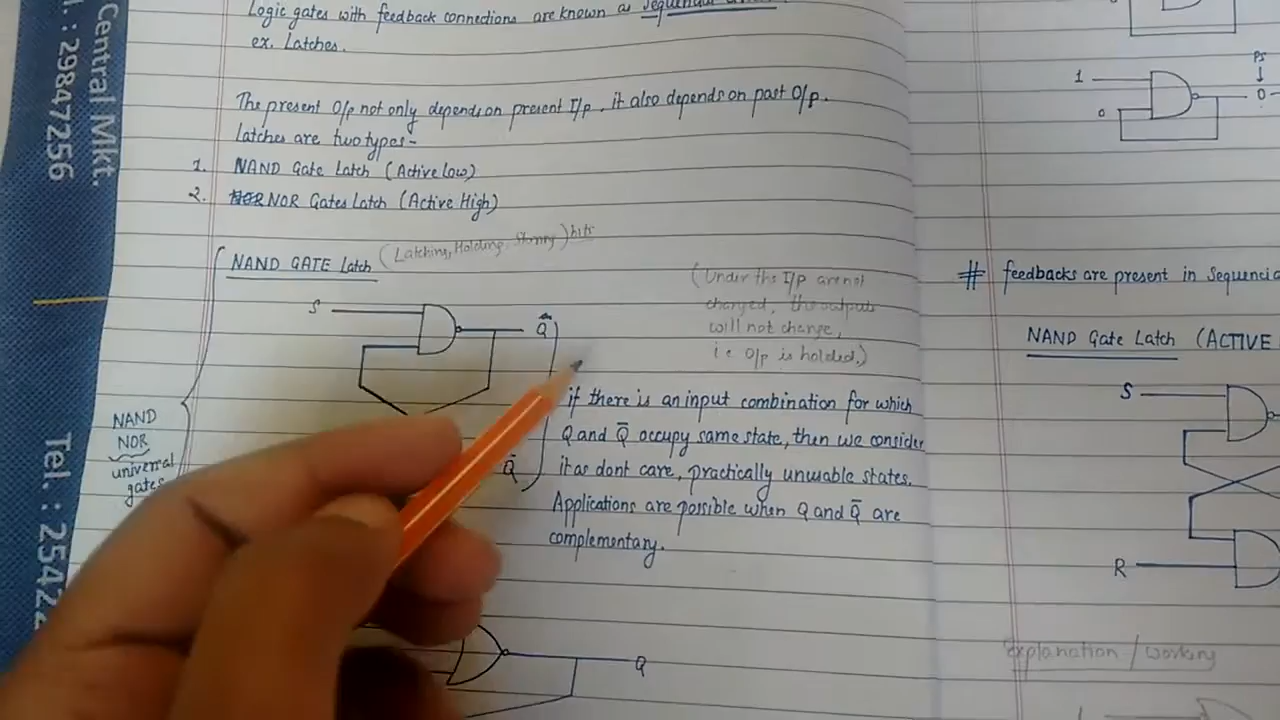 Central Mkt.
l : 29847256
Tel : 2542
Logic gates with feedback connections are known as
ex. Latches.
The present O/p not only depends on present I/p, it also depends on past O/p.
Latches are two types-
1. NAND Gate Latch (Active Low)
2. NOR Gates Latch (Active High)
NAND GATE Latch (Latching, Holding, Storing) bits
S
Q
Q̄
NAND
NOR
universal
gates
(Under this I/p are not
changed, the outputs
will not change,
i.e O/p is holded.)
if there is an input combination for which
Q and Q̄ occupy same state, then we consider
it as dont care, practically unusable states.
Applications are possible when Q and Q̄ are
complementary.
Q
1
0
PS
0
# feedbacks are present in Sequencia
NAND Gate Latch (ACTIVE
S
R
explanation / working